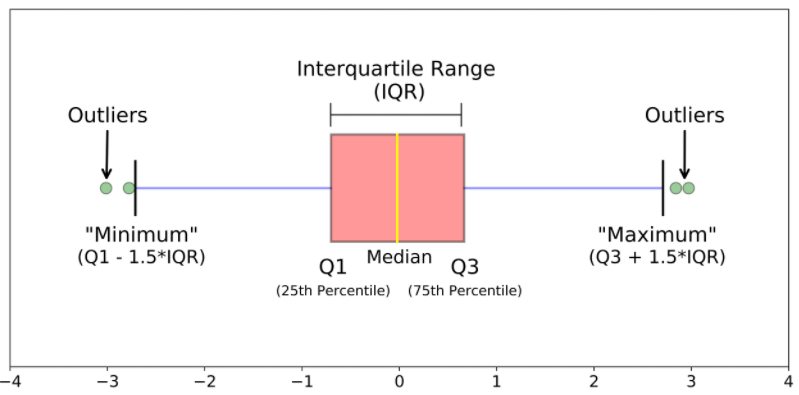 Interquartile Range
(IQR)
Outliers
Outliers
"Minimum"
(Q1 - 1.5*IQR)
"Maximum"
(Q3 + 1.5*IQR)
Median
Q1
Q3
(25th Percentile)
(75th Percentile)
−4
−3
−2
−1
0
1
2
3
4